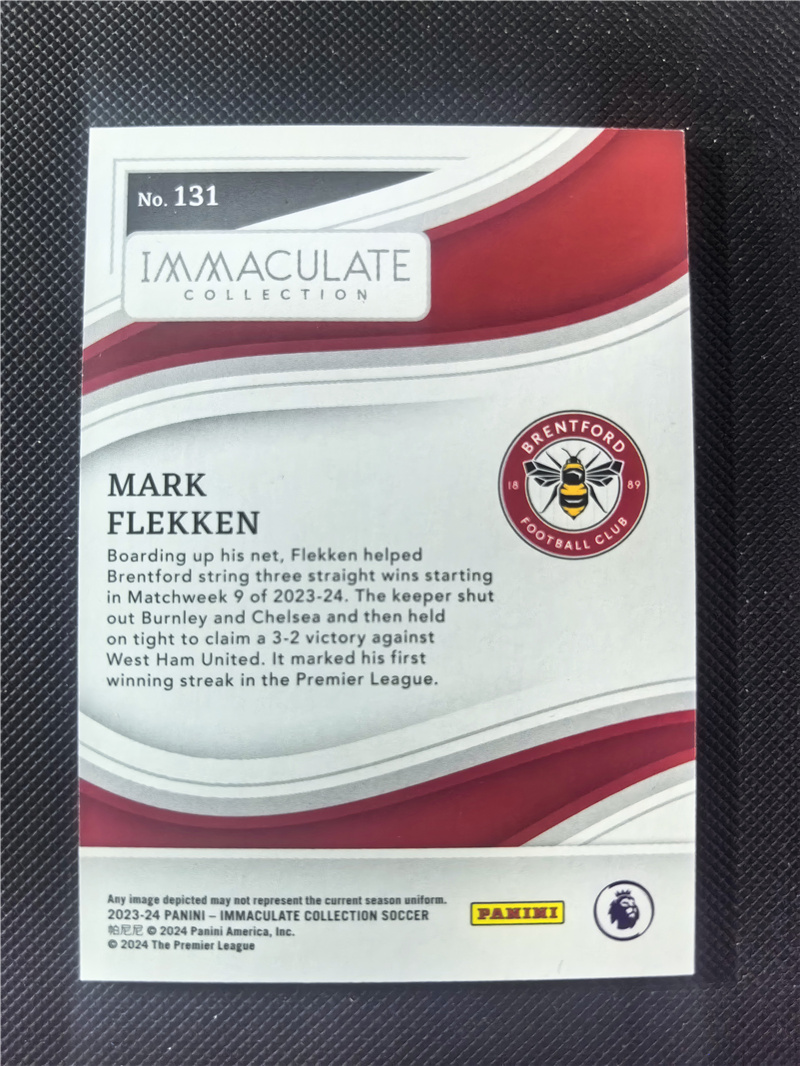 No. 131
IMMACULATE
COLLECTION
BRENTFORD
18 89
FOOTBALL CLUB
MARK
FLEKKEN
Boarding up his net, Flekken helped
Brentford string three straight wins starting
in Matchweek 9 of 2023-24. The keeper shut
out Burnley and Chelsea and then held
on tight to claim a 3-2 victory against
West Ham United. It marked his first
winning streak in the Premier League.
Any image depicted may not represent the current season uniform.
2023-24 PANINI – IMMACULATE COLLECTION SOCCER
帕尼尼 © 2024 Panini America, Inc.
© 2024 The Premier League
PANINI